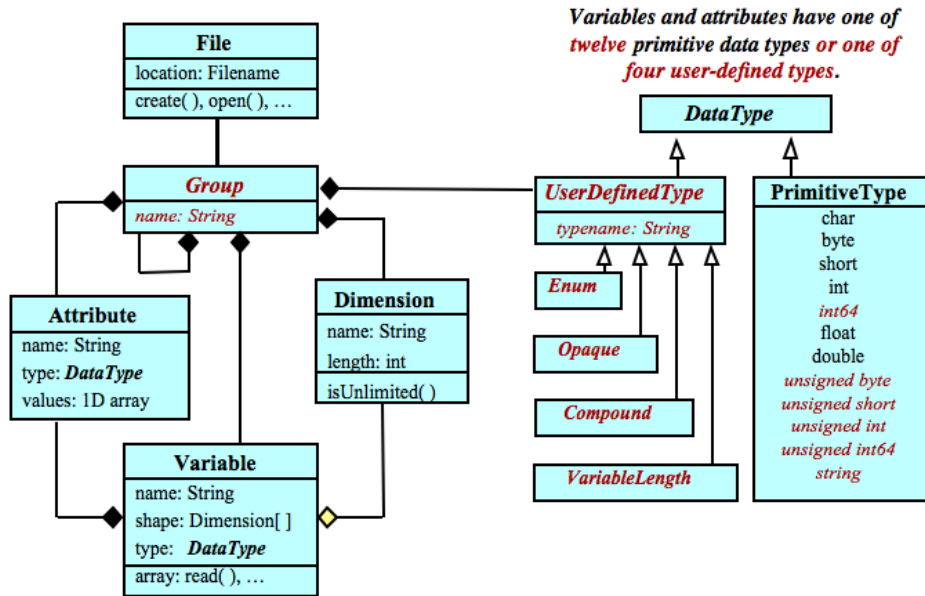 Variables and attributes have one of
twelve primitive data types or one of
four user-defined types.
File
location: Filename
create( ), open( ), …
DataType
Group
name: String
UserDefinedType
typename: String
PrimitiveType
char
byte
short
int
int64
float
double
unsigned byte
unsigned short
unsigned int
unsigned int64
string
Enum
Opaque
Compound
VariableLength
Attribute
name: String
type: DataType
values: 1D array
Dimension
name: String
length: int
isUnlimited( )
Variable
name: String
shape: Dimension[ ]
type: DataType
array: read( ), …